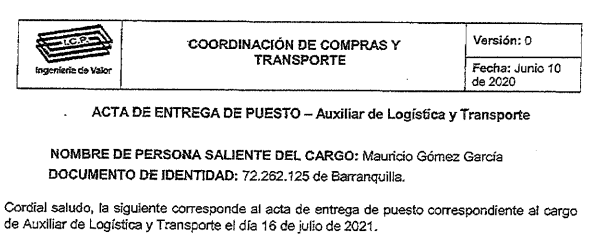 I.C.P.
Ingeniería de Valor
COORDINACIÓN DE COMPRAS Y
TRANSPORTE
Versión: 0
Fecha: Junio 10
de 2020
ACTA DE ENTREGA DE PUESTO – Auxiliar de Logística y Transporte
NOMBRE DE PERSONA SALIENTE DEL CARGO: Mauricio Gómez García
DOCUMENTO DE IDENTIDAD: 72.262.125 de Barranquilla.
Cordial saludo, la siguiente corresponde al acta de entrega de puesto correspondiente al cargo
de Auxiliar de Logística y Transporte el día 16 de julio de 2021.